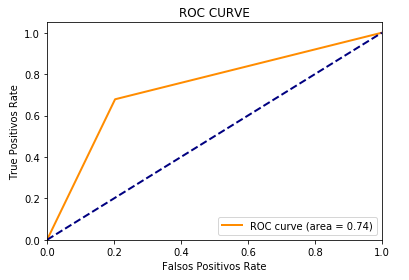 ROC CURVE
True Positivos Rate
1.0
0.8
0.6
0.4
0.2
0.0
ROC curve (area = 0.74)
0.0 0.2 0.4 0.6 0.8 1.0
Falsos Positivos Rate